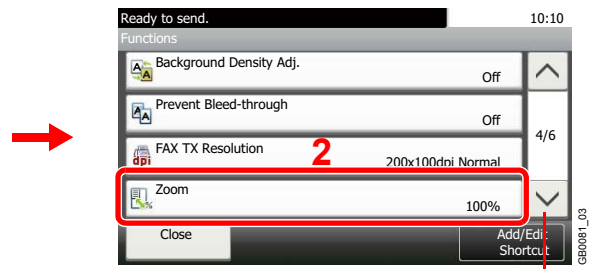 Ready to send. 10:10
Functions
Background Density Adj.
Off
Prevent Bleed-through
Off
4/6
FAX TX Resolution
2
200x100dpi Normal
dpi
Zoom
100%
Close
Add/Edit
Shortcut
GB0081_03